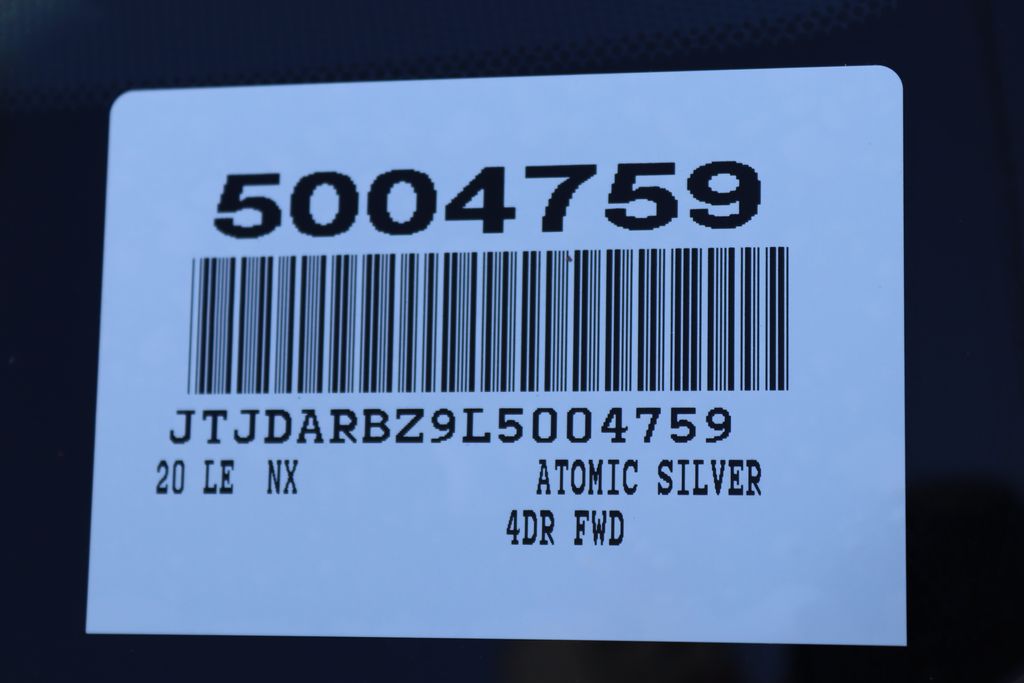 5004759
JTJDARBZ9L5004759
20 LE NX ATOMIC SILVER
4DR FWD